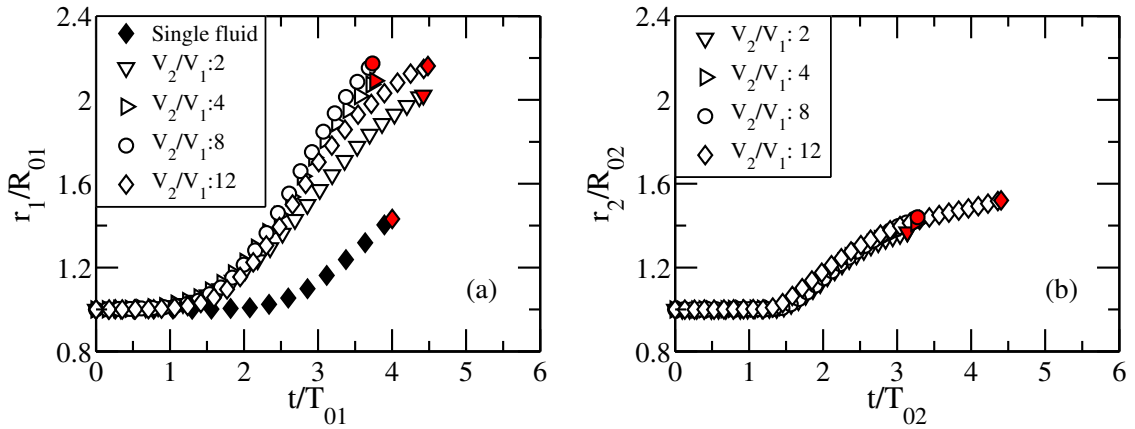 2.4
2
1.6
1.2
0.8
r₁/R₀₁
Single fluid
V₂/V₁:2
V₂/V₁:4
V₂/V₁:8
V₂/V₁:12
(a)
0 1 2 3 4 5 6
t/T₀₁
2.4
2
1.6
1.2
0.8
r₂/R₀₂
V₂/V₁: 2
V₂/V₁: 4
V₂/V₁: 8
V₂/V₁: 12
(b)
0 1 2 3 4 5 6
t/T₀₂